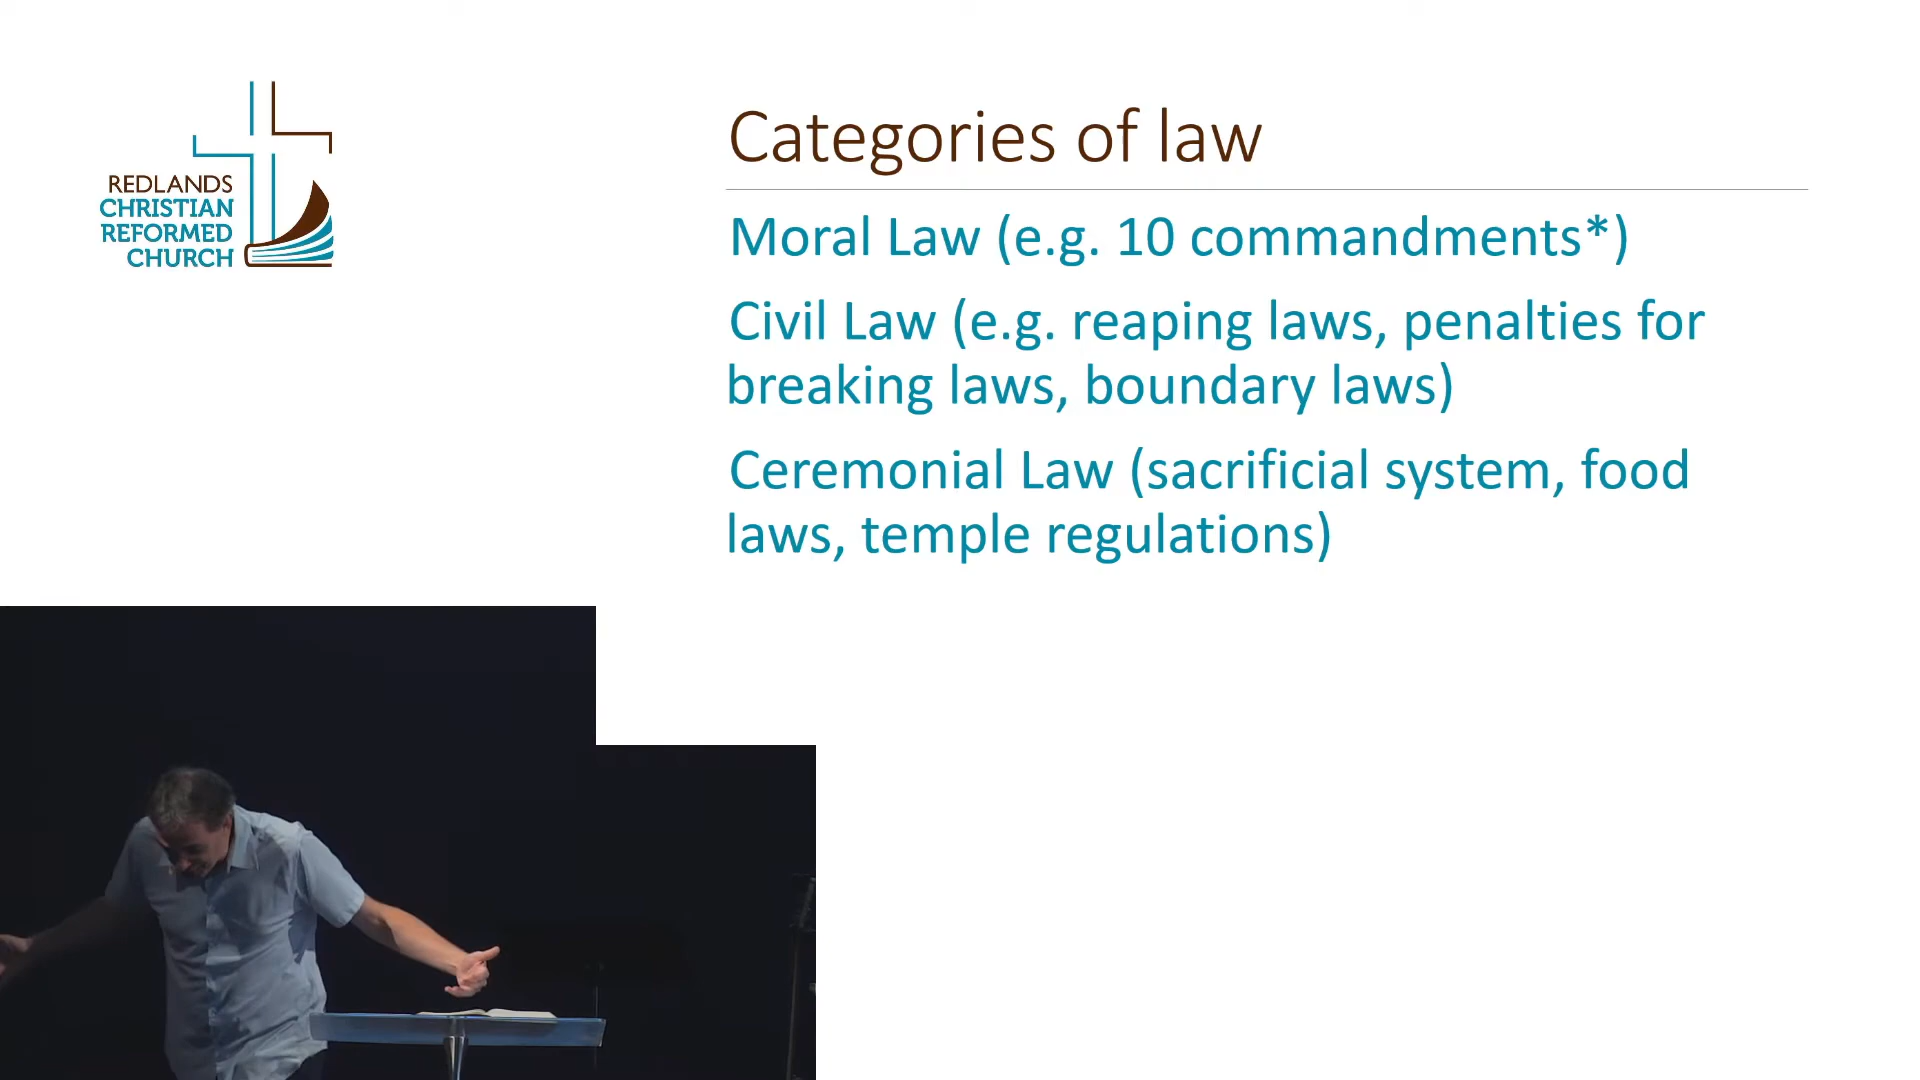 REDLANDS
CHRISTIAN
REFORMED
CHURCH
Categories of law
Moral Law (e.g. 10 commandments*)
Civil Law (e.g. reaping laws, penalties for
breaking laws, boundary laws)
Ceremonial Law (sacrificial system, food
laws, temple regulations)